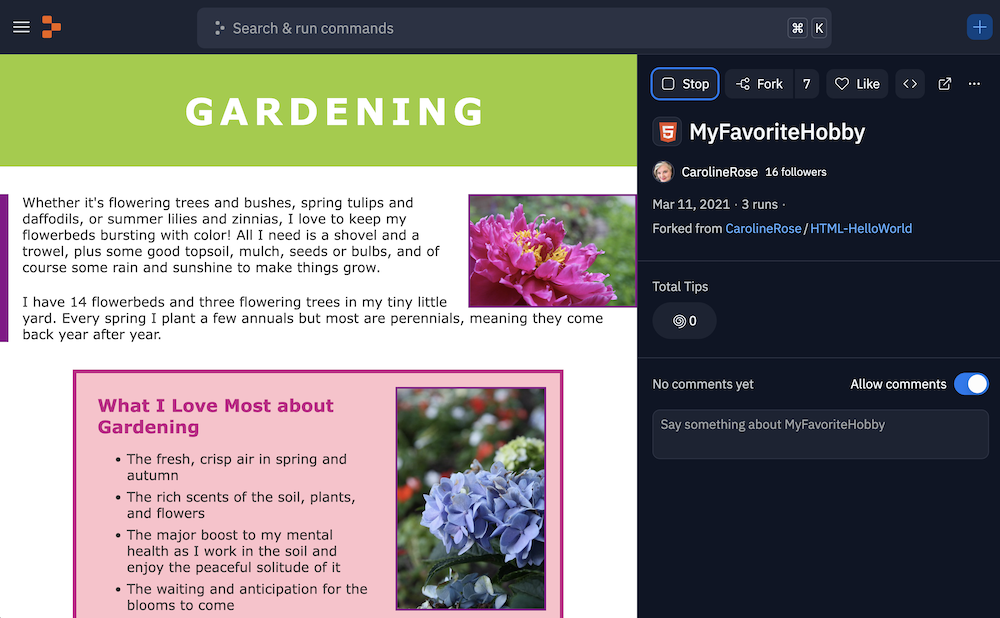 Search & run commands
⌘ K
GARDENING
Whether it's flowering trees and bushes, spring tulips and
daffodils, or summer lilies and zinnias, I love to keep my
flowerbeds bursting with color! All I need is a shovel and a
trowel, plus some good topsoil, mulch, seeds or bulbs, and of
course some rain and sunshine to make things grow.
I have 14 flowerbeds and three flowering trees in my tiny little
yard. Every spring I plant a few annuals but most are perennials, meaning they come
back year after year.
What I Love Most about
Gardening
• The fresh, crisp air in spring and
autumn
• The rich scents of the soil, plants,
and flowers
• The major boost to my mental
health as I work in the soil and
enjoy the peaceful solitude of it
• The waiting and anticipation for the
blooms to come
Stop
Fork 7
Like
5 MyFavoriteHobby
CarolineRose 16 followers
Mar 11, 2021 · 3 runs ·
Forked from CarolineRose/HTML-HelloWorld
Total Tips
0
No comments yet
Allow comments
Say something about MyFavoriteHobby